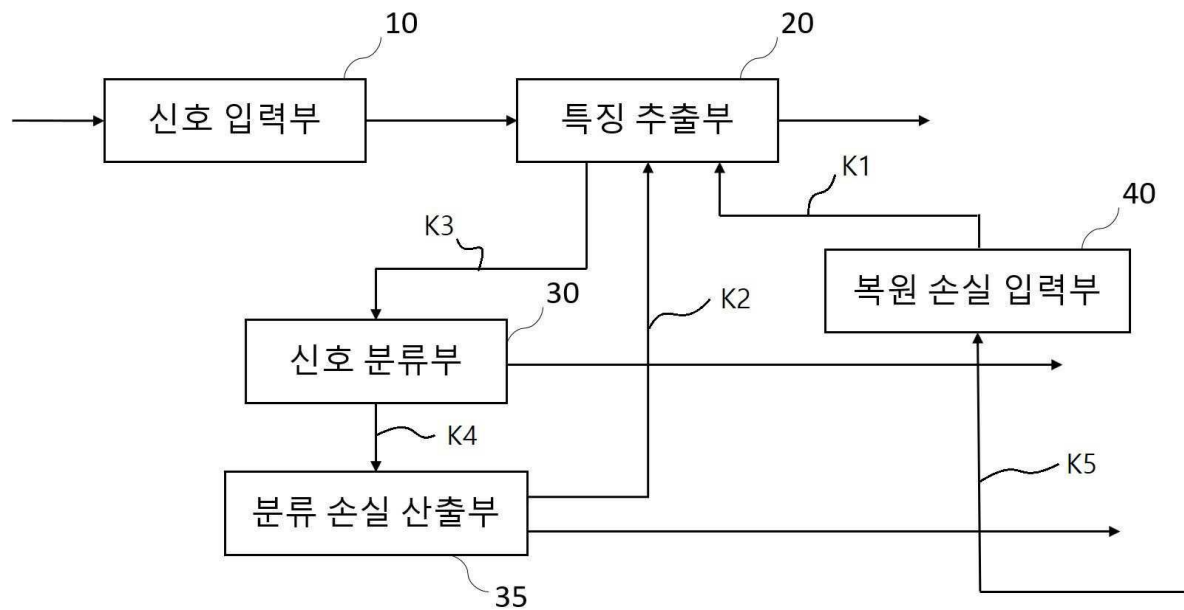 10
20
신호 입력부
특징 추출부
K1
40
K3
복원 손실 입력부
30
K2
신호 분류부
K4
K5
분류 손실 산출부
35